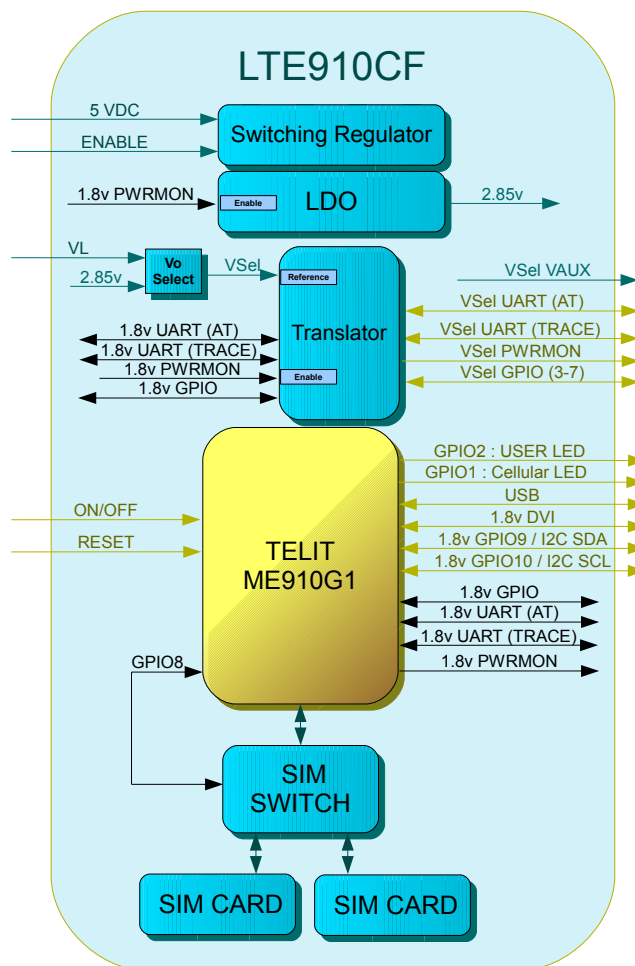 LTE910CF
5 VDC
ENABLE
Switching Regulator
1.8v PWRMON
Enable
LDO
2.85v
VL
2.85v
Vo
Select
VSel
Reference
Translator
Enable
1.8v UART (AT)
1.8v UART (TRACE)
1.8v PWRMON
1.8v GPIO
VSel VAUX
VSel UART (AT)
VSel UART (TRACE)
VSel PWRMON
VSel GPIO (3-7)
ON/OFF
RESET
TELIT
ME910G1
GPIO2 : USER LED
GPIO1 : Cellular LED
USB
1.8v DVI
1.8v GPIO9 / I2C SDA
1.8v GPIO10 / I2C SCL
1.8v GPIO
1.8v UART (AT)
1.8v UART (TRACE)
1.8v PWRMON
GPIO8
SIM
SWITCH
SIM CARD
SIM CARD